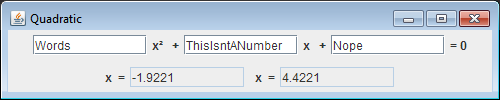 Quadratic
Words x² + ThisIsntANumber x + Nope = 0
x = -1.9221 x = 4.4221